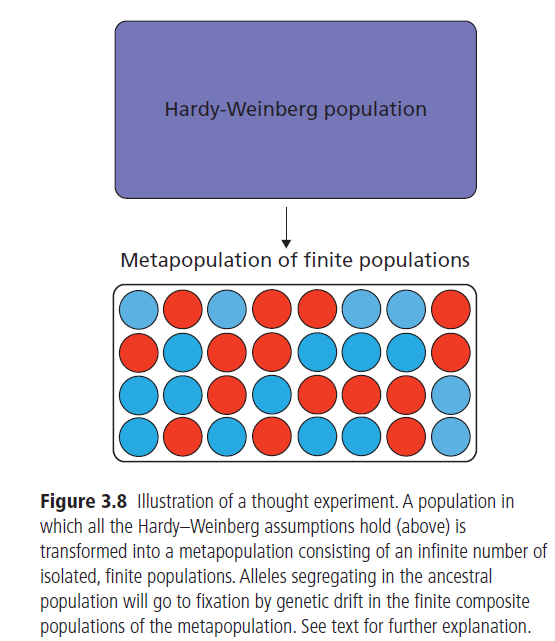 Hardy-Weinberg population
Metapopulation of finite populations
Figure 3.8 Illustration of a thought experiment. A population in
which all the Hardy–Weinberg assumptions hold (above) is
transformed into a metapopulation consisting of an infinite number of
isolated, finite populations. Alleles segregating in the ancestral
population will go to fixation by genetic drift in the finite composite
populations of the metapopulation. See text for further explanation.